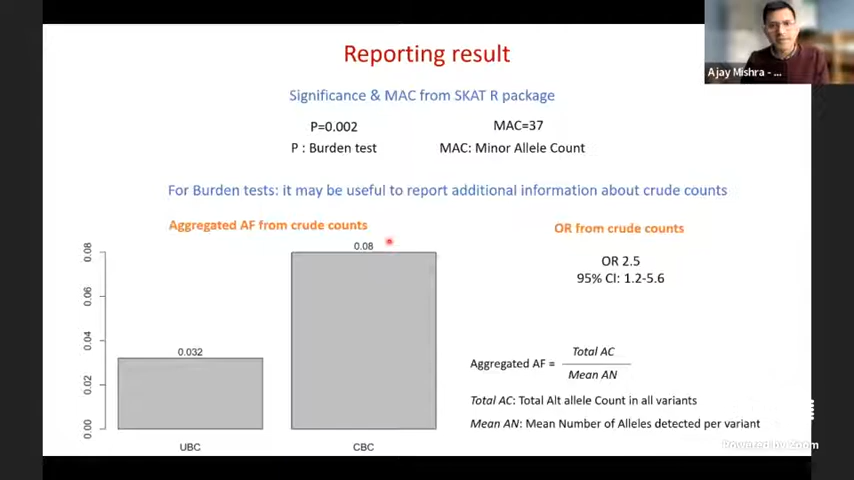 Reporting result
Ajay Mishra - ...
Significance & MAC from SKAT R package
P=0.002
MAC=37
P : Burden test
MAC: Minor Allele Count
For Burden tests: it may be useful to report additional information about crude counts
Aggregated AF from crude counts
OR from crude counts
0.08
0.06
0.04
0.02
0.00
0.032
0.08
UBC
CBC
OR 2.5
95% CI: 1.2-5.6
Aggregated AF = 
Total AC
Mean AN
Total AC: Total Alt allele Count in all variants
Mean AN: Mean Number of Alleles detected per variant
Powered by Zoom